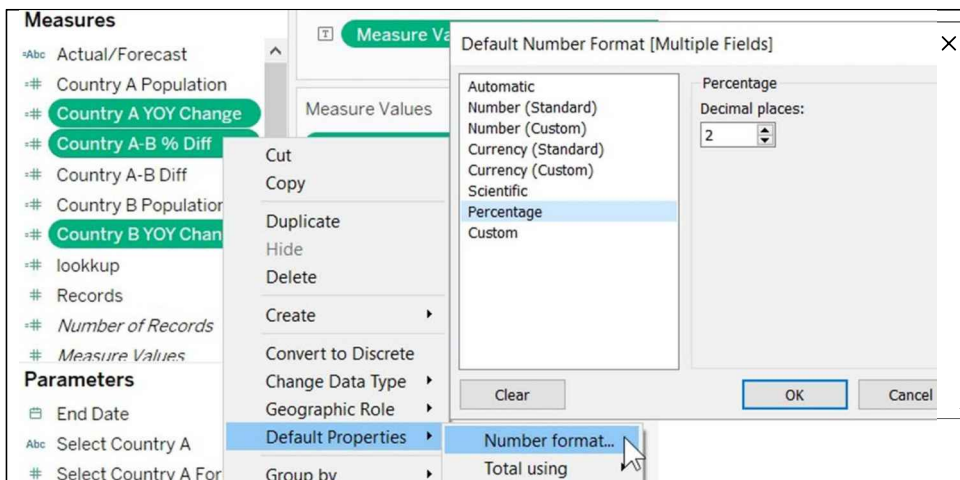 Measures
Abc Actual/Forecast
# Country A Population
# Country A YOY Change
# Country A-B % Diff
# Country A-B Diff
# Country B Population
# Country B YOY Chan
# lookkup
# Records
# Number of Records
# Measure Values
Parameters
End Date
Abc Select Country A
# Select Country A For
T Measure Va
Measure Values
Cut
Copy
Duplicate
Hide
Delete
Create
Convert to Discrete
Change Data Type
Geographic Role
Default Properties
Group by
Number format...
Total using
Default Number Format [Multiple Fields]
Automatic
Number (Standard)
Number (Custom)
Currency (Standard)
Currency (Custom)
Scientific
Percentage
Custom
Percentage
Decimal places:
2
Clear
OK
Cancel